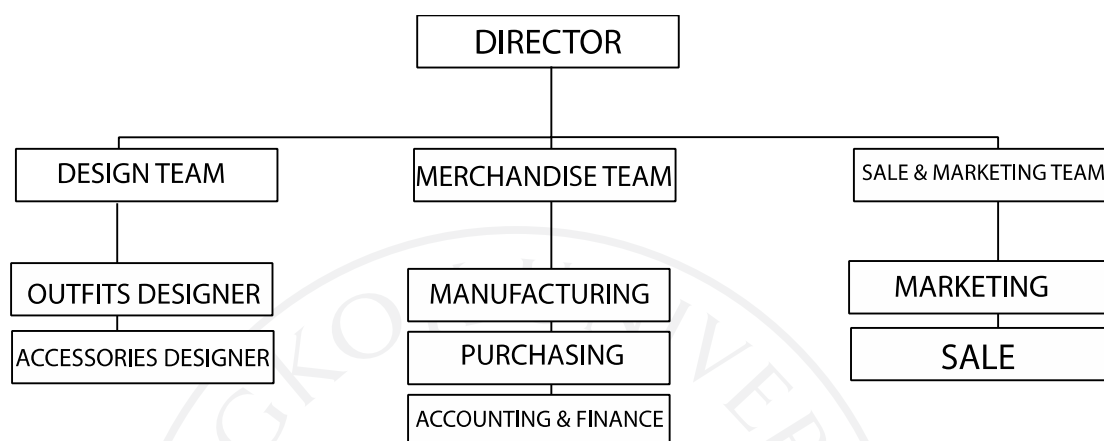 DIRECTOR
DESIGN TEAM
MERCHANDISE TEAM
SALE & MARKETING TEAM
OUTFITS DESIGNER
MANUFACTURING
MARKETING
ACCESSORIES DESIGNER
PURCHASING
SALE
ACCOUNTING & FINANCE